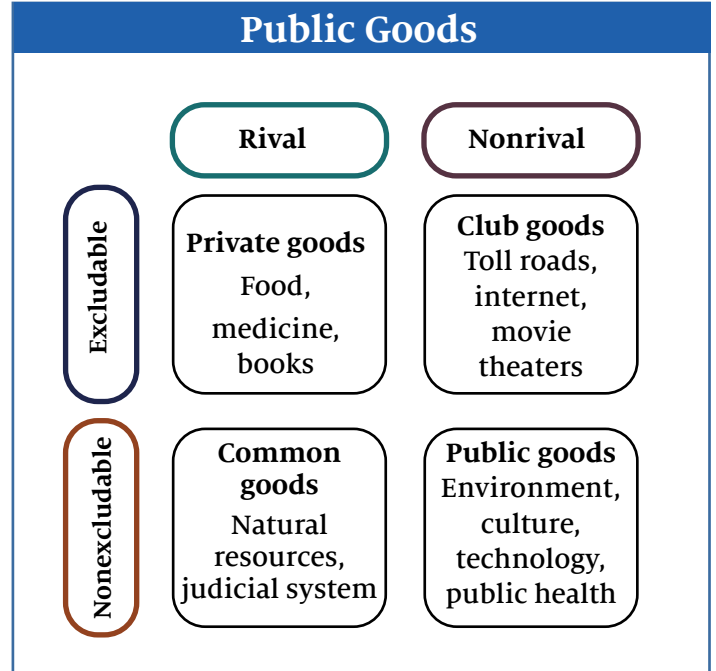 Public Goods
Rival
Nonrival
Excludable
Private goods
Food,
medicine,
books
Club goods
Toll roads,
internet,
movie
theaters
Nonexcludable
Common
goods
Natural
resources,
judicial system
Public goods
Environment,
culture,
technology,
public health